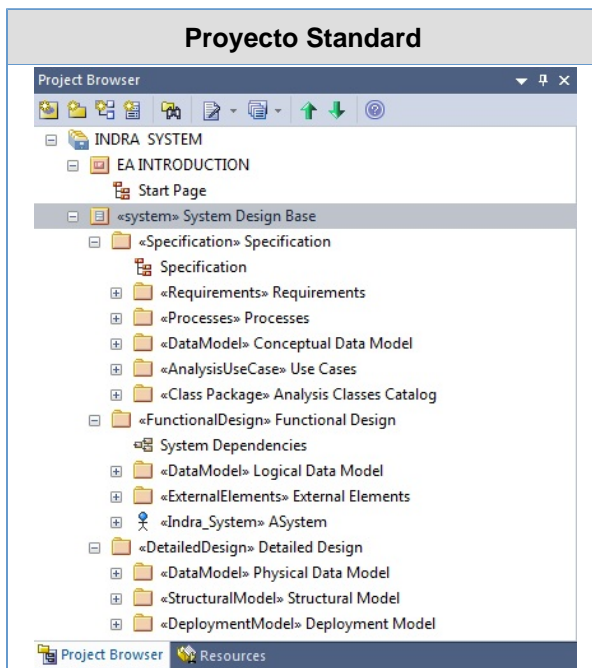 Proyecto Standard
Project Browser
INDRA SYSTEM
EA INTRODUCTION
Start Page
«system» System Design Base
«Specification» Specification
Specification
«Requirements» Requirements
«Processes» Processes
«DataModel» Conceptual Data Model
«AnalysisUseCase» Use Cases
«Class Package» Analysis Classes Catalog
«FunctionalDesign» Functional Design
System Dependencies
«DataModel» Logical Data Model
«ExternalElements» External Elements
«Indra_System» ASystem
«DetailedDesign» Detailed Design
«DataModel» Physical Data Model
«StructuralModel» Structural Model
«DeploymentModel» Deployment Model
Project Browser Resources